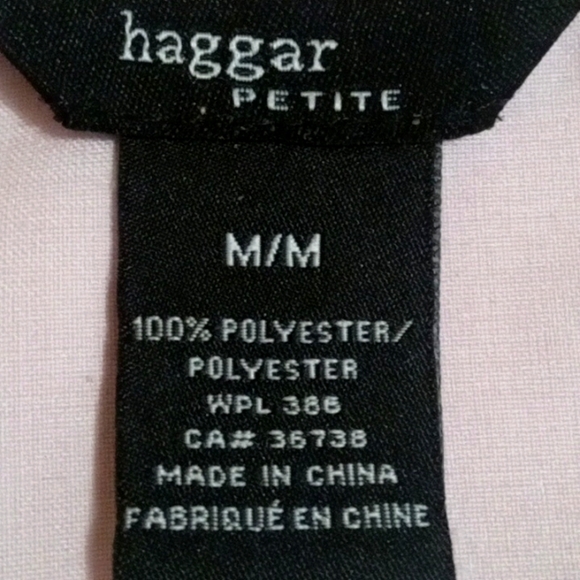 haggar
PETITE
M/M
100% POLYESTER/
POLYESTER
WPL 386
CA# 36738
MADE IN CHINA
FABRIQUÉ EN CHINE